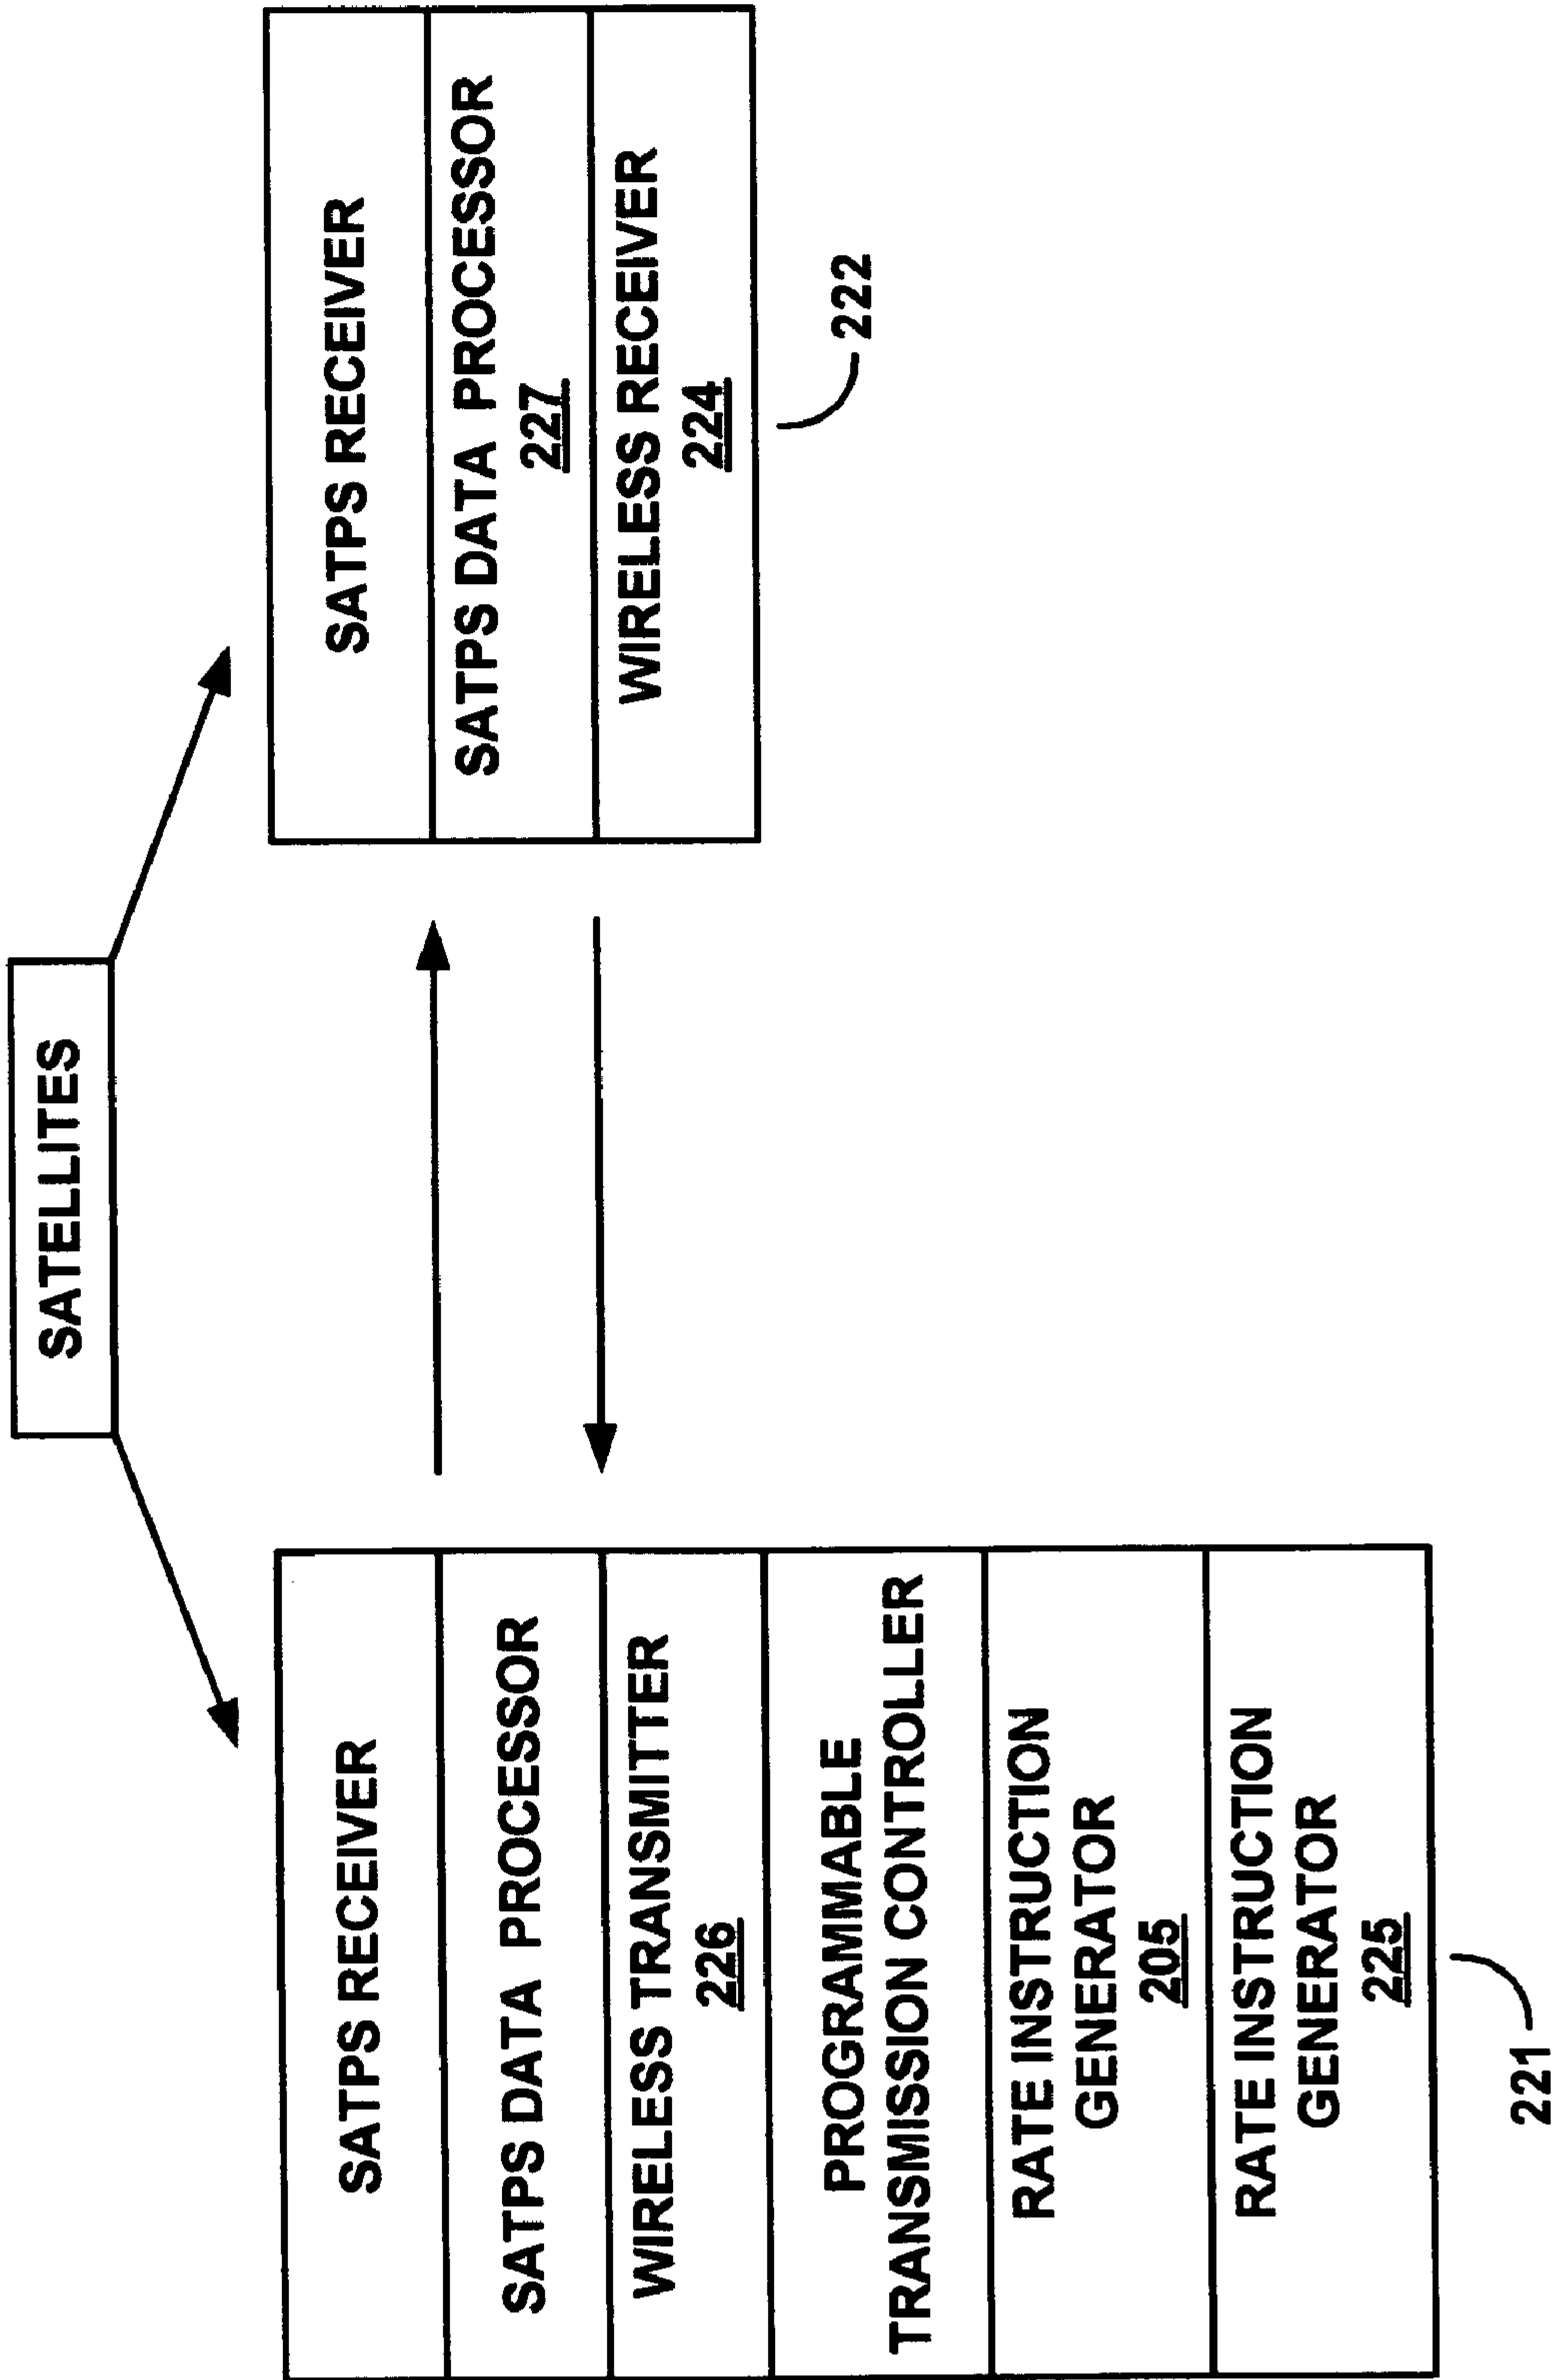 SATELLITES
SATPS RECEIVER
SATPS DATA PROCESSOR
WIRELESS TRANSMITTER
226
PROGRAMMABLE
TRANSMISSION CONTROLLER
RATE INSTRUCTION
GENERATOR
205
RATE INSTRUCTION
GENERATOR
225
221
SATPS RECEIVER
SATPS DATA PROCESSOR
227
WIRELESS RECEIVER
224
222